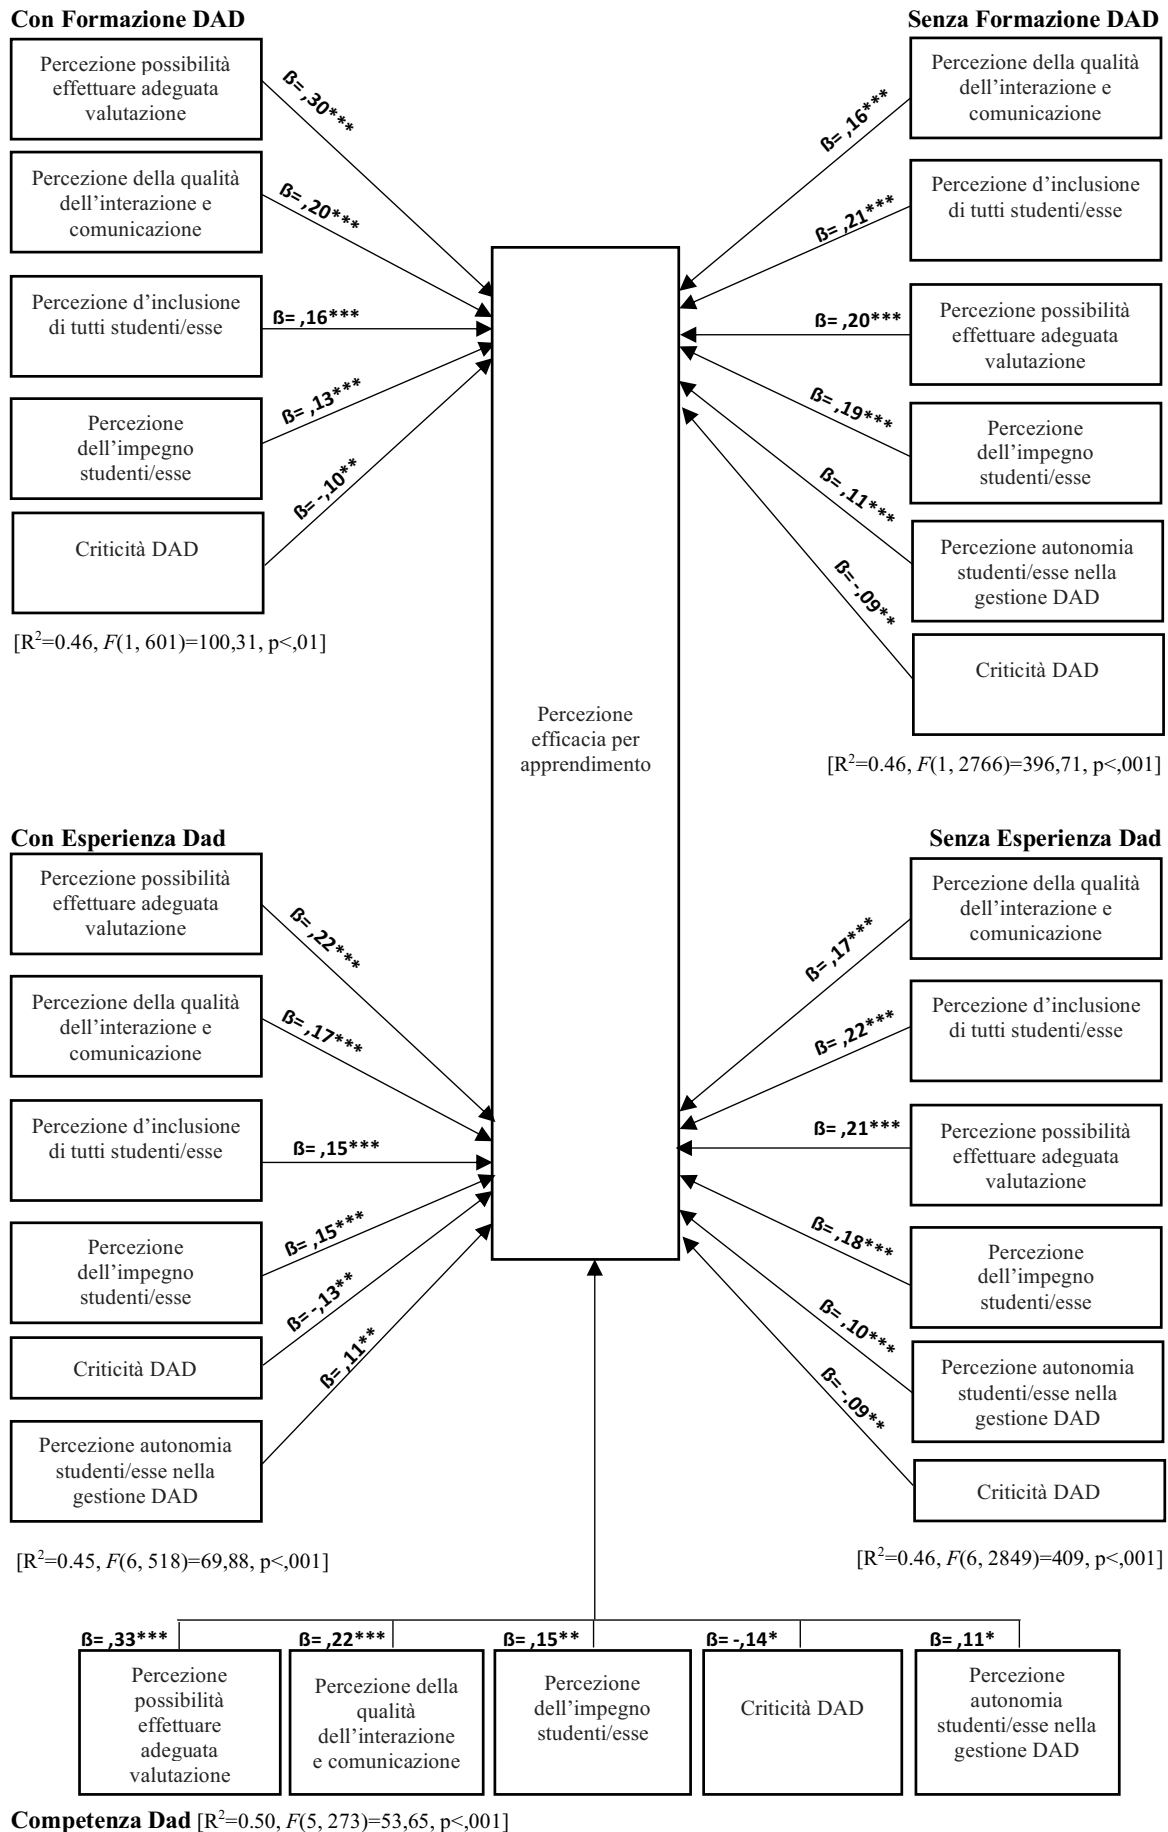 Con Formazione DAD
Percezione possibilità
effettuare adeguata
valutazione
ß= ,30***
Percezione della qualità
dell'interazione e
comunicazione
ß= ,20***
Percezione d'inclusione
di tutti studenti/esse
ß= ,16***
Percezione
dell'impegno
studenti/esse
ß= ,13***
Criticità DAD
ß= -,10**
[R²=0.46, F(1, 601)=100,31, p<,01]
Senza Formazione DAD
Percezione della qualità
dell'interazione e
comunicazione
ß= ,16***
Percezione d'inclusione
di tutti studenti/esse
ß= ,21***
Percezione possibilità
effettuare adeguata
valutazione
ß= ,20***
Percezione
dell'impegno
studenti/esse
ß= ,19***
Percezione autonomia
studenti/esse nella
gestione DAD
ß= ,11***
Criticità DAD
ß= -.09**
[R²=0.46, F(1, 2766)=396,71, p<,001]
Percezione
efficacia per
apprendimento
Con Esperienza Dad
Percezione possibilità
effettuare adeguata
valutazione
ß= ,22***
Percezione della qualità
dell'interazione e
comunicazione
ß= ,17***
Percezione d'inclusione
di tutti studenti/esse
ß= ,15***
Percezione
dell'impegno
studenti/esse
ß= ,15***
Criticità DAD
ß= -,13**
Percezione autonomia
studenti/esse nella
gestione DAD
ß= ,11**
[R²=0.45, F(6, 518)=69,88, p<,001]
Senza Esperienza Dad
Percezione della qualità
dell'interazione e
comunicazione
ß= ,17***
Percezione d'inclusione
di tutti studenti/esse
ß= ,22***
Percezione possibilità
effettuare adeguata
valutazione
ß= ,21***
Percezione
dell'impegno
studenti/esse
ß= ,18***
Percezione autonomia
studenti/esse nella
gestione DAD
ß= ,10***
Criticità DAD
ß= -.09**
[R²=0.46, F(6, 2849)=409, p<,001]
ß= ,33***
Percezione
possibilità
effettuare
adeguata
valutazione
ß= ,22***
Percezione della
qualità
dell'interazione
e comunicazione
ß= ,15**
Percezione
dell'impegno
studenti/esse
ß= -,14*
Criticità DAD
ß= ,11*
Percezione
autonomia
studenti/esse nella
gestione DAD
Competenza Dad [R²=0.50, F(5, 273)=53,65, p<,001]